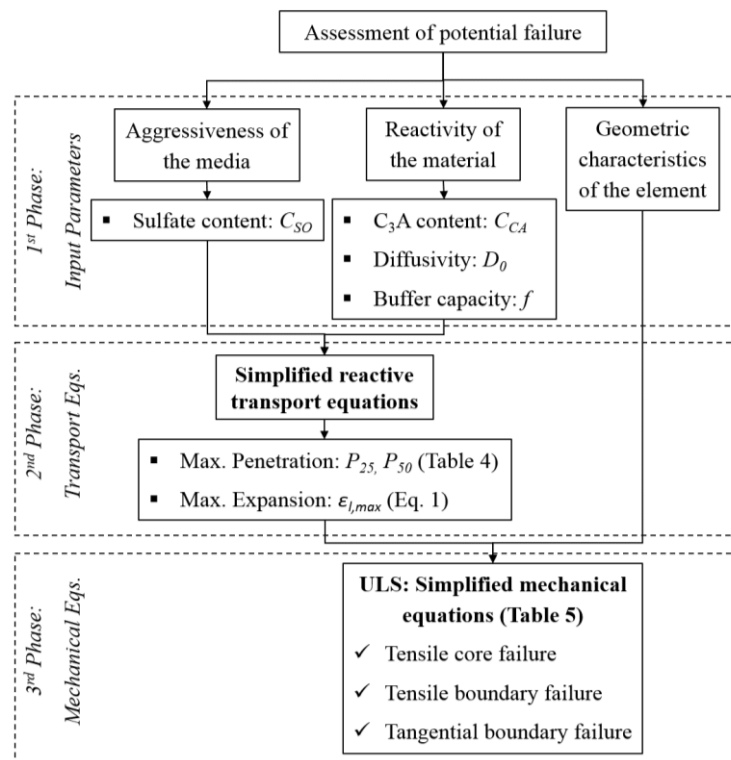 Assessment of potential failure
1st Phase:
Input Parameters
Aggressiveness of
the media
Reactivity of
the material
Geometric
characteristics
of the element
▪ Sulfate content: C_SO
▪ C₃A content: C_CA
▪ Diffusivity: D₀
▪ Buffer capacity: f
2nd Phase:
Transport Eqs.
Simplified reactive
transport equations
▪ Max. Penetration: P₂₅, P₅₀ (Table 4)
▪ Max. Expansion: ε_l,max (Eq. 1)
3rd Phase:
Mechanical Eqs.
ULS: Simplified mechanical
equations (Table 5)
✓ Tensile core failure
✓ Tensile boundary failure
✓ Tangential boundary failure